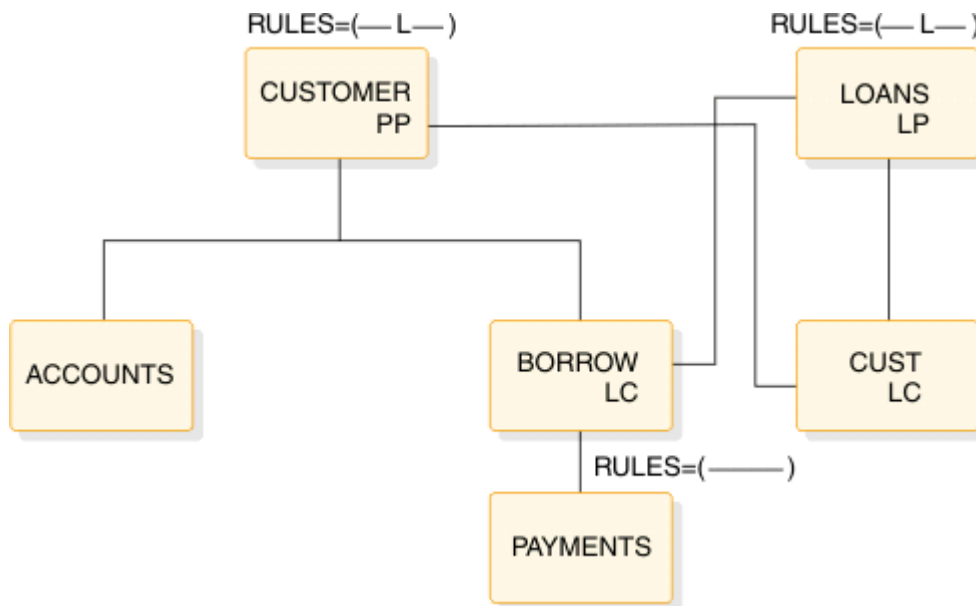 RULES=(— L— )
RULES=(— L— )
CUSTOMER
PP
LOANS
LP
ACCOUNTS
BORROW
LC
CUST
LC
RULES=(——— )
PAYMENTS